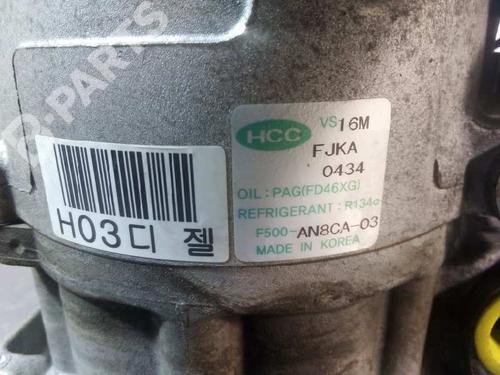 B-PARTS
HCC
VS16M
FJKA
0434
OIL : PAG(FD46XG)
REFRIGERANT : R134a
F500-AN8CA-03
MADE IN KOREA
H03디 젤